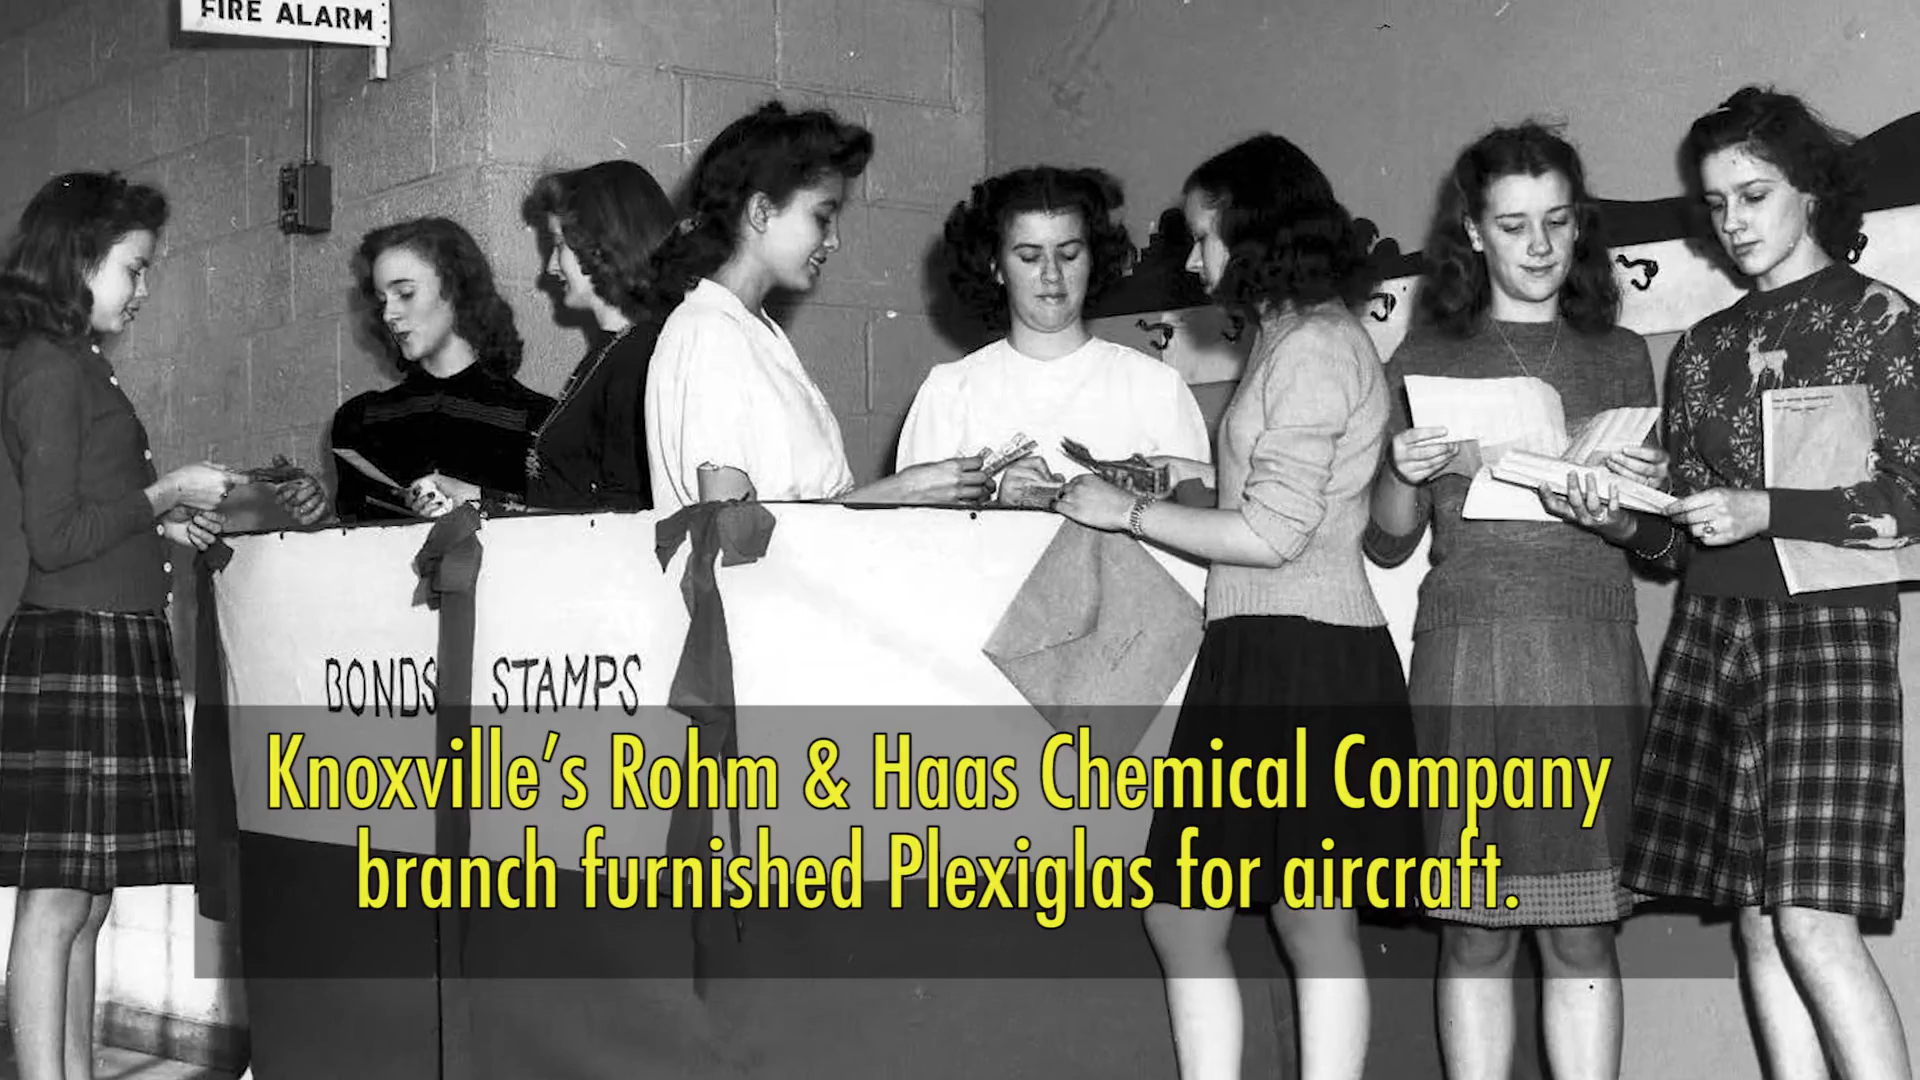 FIRE ALARM
BONDS STAMPS
Knoxville’s Rohm & Haas Chemical Company
branch furnished Plexiglas for aircraft.